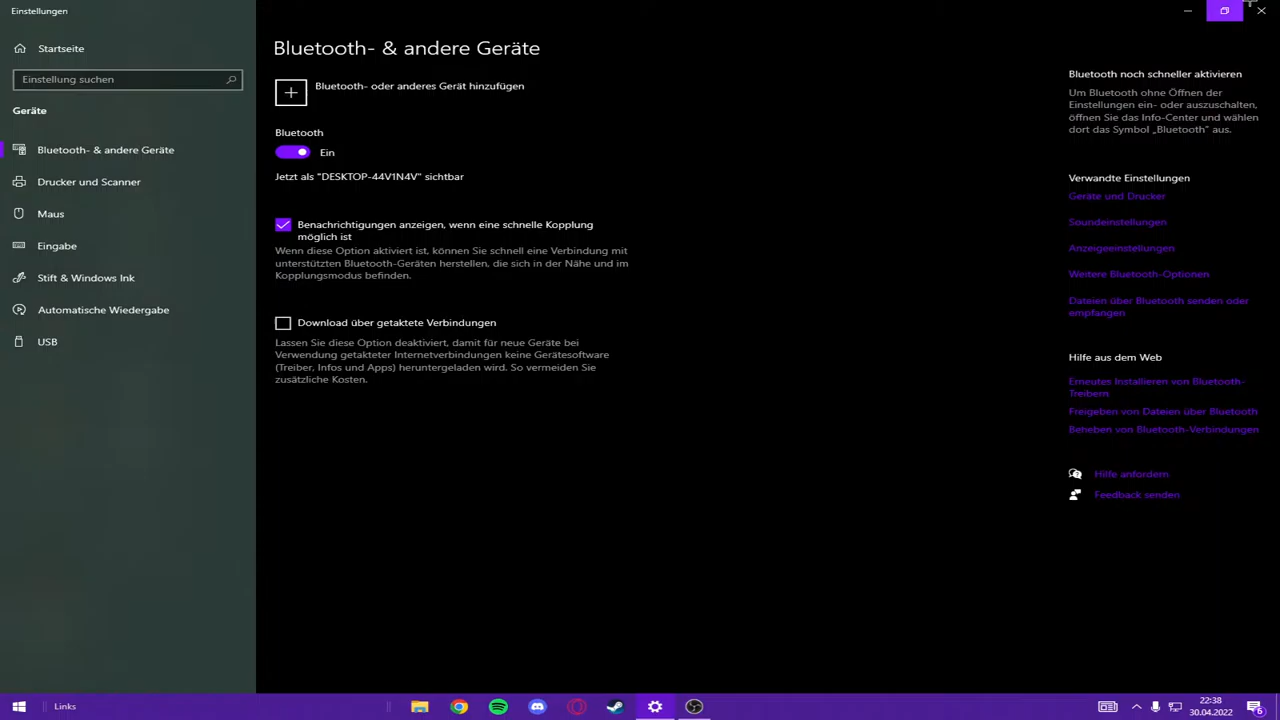 Einstellungen
Startseite
Einstellung suchen
Geräte
Bluetooth- & andere Geräte
Drucker und Scanner
Maus
Eingabe
Stift & Windows Ink
Automatische Wiedergabe
USB
Bluetooth- & andere Geräte
Bluetooth- oder anderes Gerät hinzufügen
Bluetooth
Ein
Jetzt als "DESKTOP-44V1N4V" sichtbar
Benachrichtigungen anzeigen, wenn eine schnelle Kopplung
möglich ist
Wenn diese Option aktiviert ist, können Sie schnell eine Verbindung mit
unterstützten Bluetooth-Geräten herstellen, die sich in der Nähe und im
Kopplungsmodus befinden.
Download über getaktete Verbindungen
Lassen Sie diese Option deaktiviert, damit für neue Geräte bei
Verwendung getakteter Internetverbindungen keine Gerätesoftware
(Treiber, Infos und Apps) heruntergeladen wird. So vermeiden Sie
zusätzliche Kosten.
Bluetooth noch schneller aktivieren
Um Bluetooth ohne Öffnen der
Einstellungen ein- oder auszuschalten,
öffnen Sie das Info-Center und wählen
dort das Symbol „Bluetooth" aus.
Verwandte Einstellungen
Geräte und Drucker
Soundeinstellungen
Anzeigeeinstellungen
Weitere Bluetooth-Optionen
Dateien über Bluetooth senden oder
empfangen
Hilfe aus dem Web
Erneutes Installieren von Bluetooth-
Treibern
Freigeben von Dateien über Bluetooth
Beheben von Bluetooth-Verbindungen
Hilfe anfordern
Feedback senden
Links
22:38
30.04.2022
6